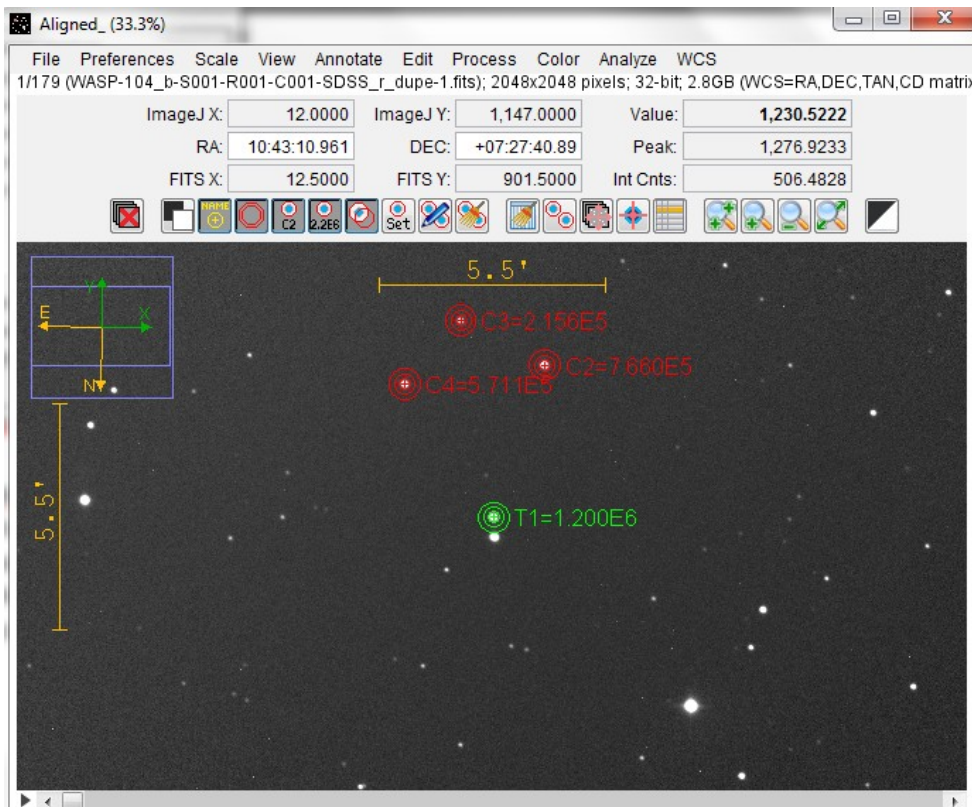 Aligned_ (33.3%)
File Preferences Scale View Annotate Edit Process Color Analyze WCS
1/179 (WASP-104_b-S001-R001-C001-SDSS_r_dupe-1.fits); 2048x2048 pixels; 32-bit; 2.8GB (WCS=RA,DEC,TAN,CD matrix
ImageJ X: 12.0000 ImageJ Y: 1,147.0000 Value: 1,230.5222
RA: 10:43:10.961 DEC: +07:27:40.89 Peak: 1,276.9233
FITS X: 12.5000 FITS Y: 901.5000 Int Cnts: 506.4828
NAME C2 2.2E6 Set
5.5'
Y
E X
N
C3=2.156E5
C2=7.660E5
C4=5.711E5
5.5'
T1=1.200E6